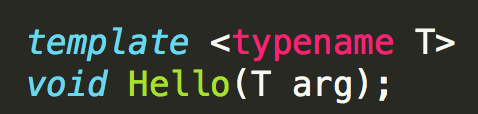 template <typename T>
void Hello(T arg);